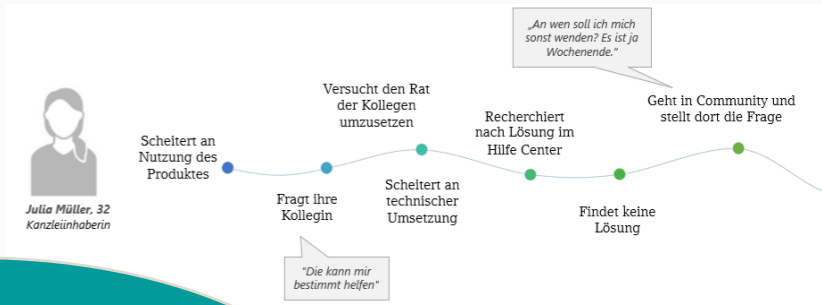 Julia Müller, 32
Kanzleiinhaberin
Scheitert an
Nutzung des
Produktes
Fragt ihre
Kollegin
"Die kann mir
bestimmt helfen"
Versucht den Rat
der Kollegen
umzusetzen
Scheitert an
technischer
Umsetzung
Recherchiert
nach Lösung im
Hilfe Center
Findet keine
Lösung
„An wen soll ich mich
sonst wenden? Es ist ja
Wochenende.“
Geht in Community und
stellt dort die Frage